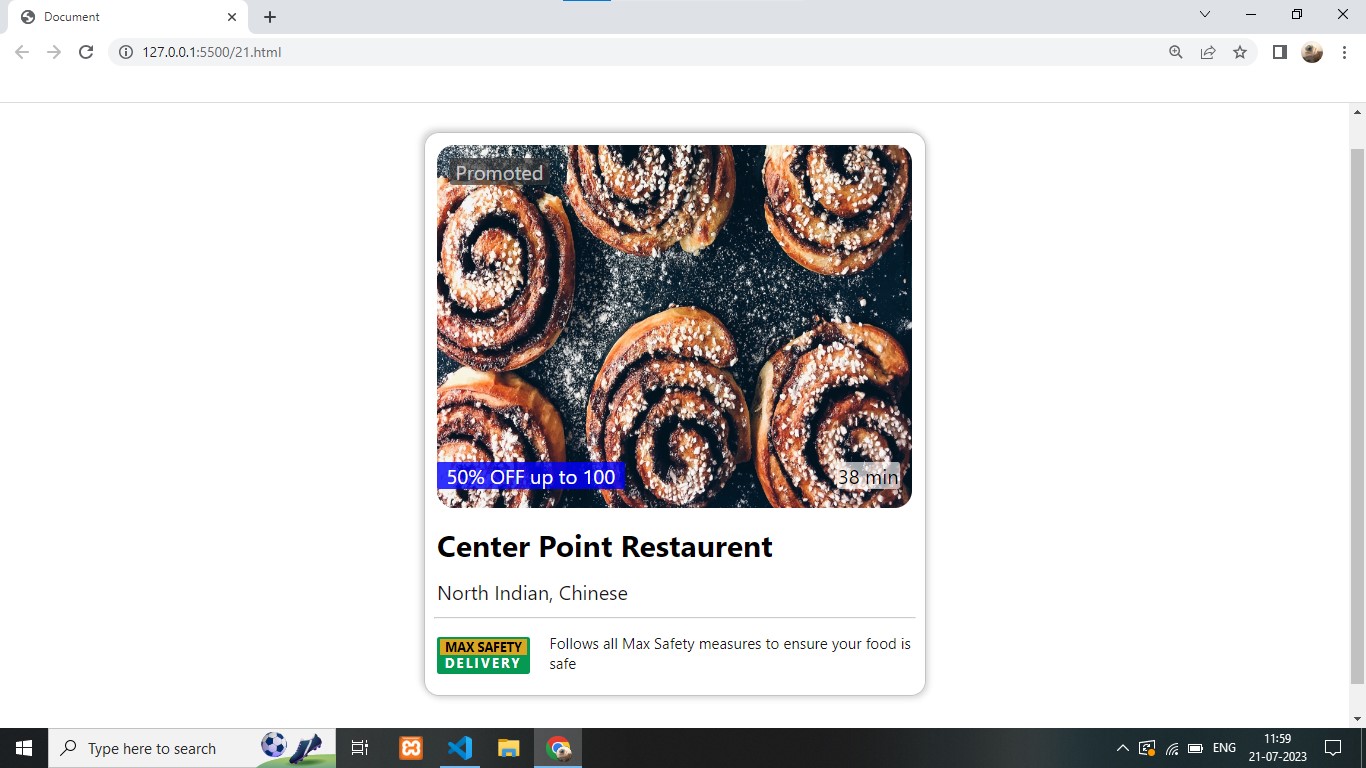 Document
127.0.0.1:5500/21.html
Promoted
50% OFF up to 100
38 min
Center Point Restaurent
North Indian, Chinese
MAX SAFETY
DELIVERY
Follows all Max Safety measures to ensure your food is
safe
Type here to search
ENG
11:59
21-07-2023